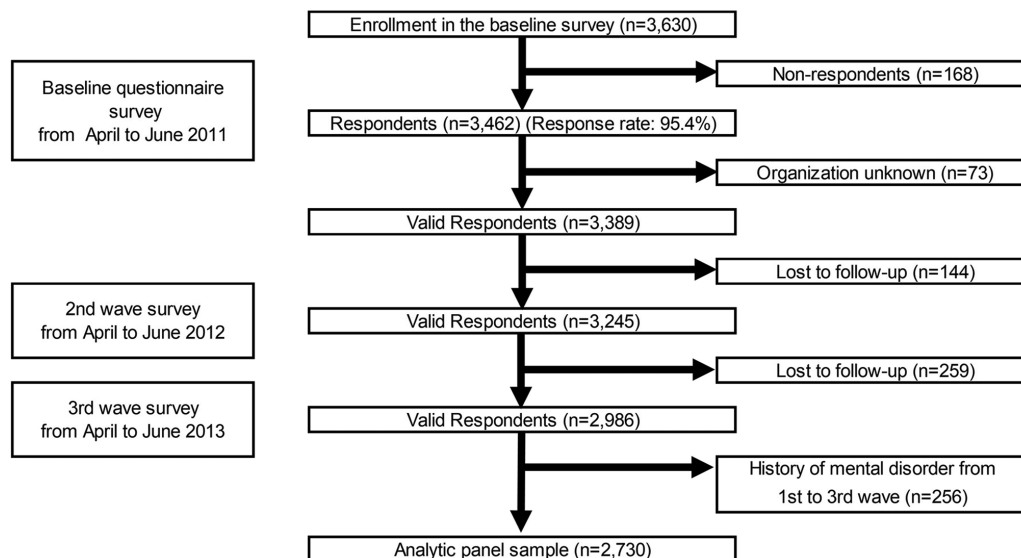 Enrollment in the baseline survey (n=3,630)
Non-respondents (n=168)
Baseline questionnaire
survey
from April to June 2011
Respondents (n=3,462) (Response rate: 95.4%)
Organization unknown (n=73)
Valid Respondents (n=3,389)
Lost to follow-up (n=144)
2nd wave survey
from April to June 2012
Valid Respondents (n=3,245)
Lost to follow-up (n=259)
3rd wave survey
from April to June 2013
Valid Respondents (n=2,986)
History of mental disorder from
1st to 3rd wave (n=256)
Analytic panel sample (n=2,730)